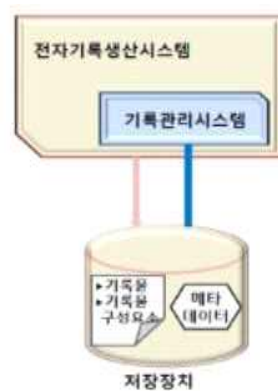 전자기록생산시스템
기록관리시스템
▸기록물
▸기록물
구성요소
메타
데이터
저장장치